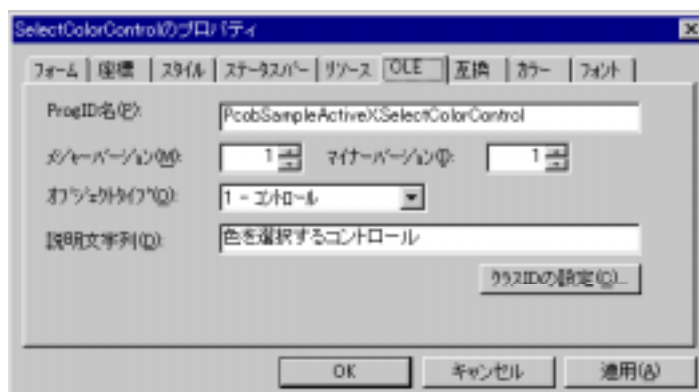 SelectColorControlのプロパティ
フォーム 座標 スタイル ステータスバー リソース OLE 互換 カラー フォント
ProgID名(P): PcobSampleActiveXSelectColorControl
メジャーバージョン(M): 1 マイナーバージョン(I): 1
オブジェクトタイプ(O): 1 - コントロール
説明文字列(D): 色を選択するコントロール
クラスIDの設定(C)...
OK キャンセル 適用(A)